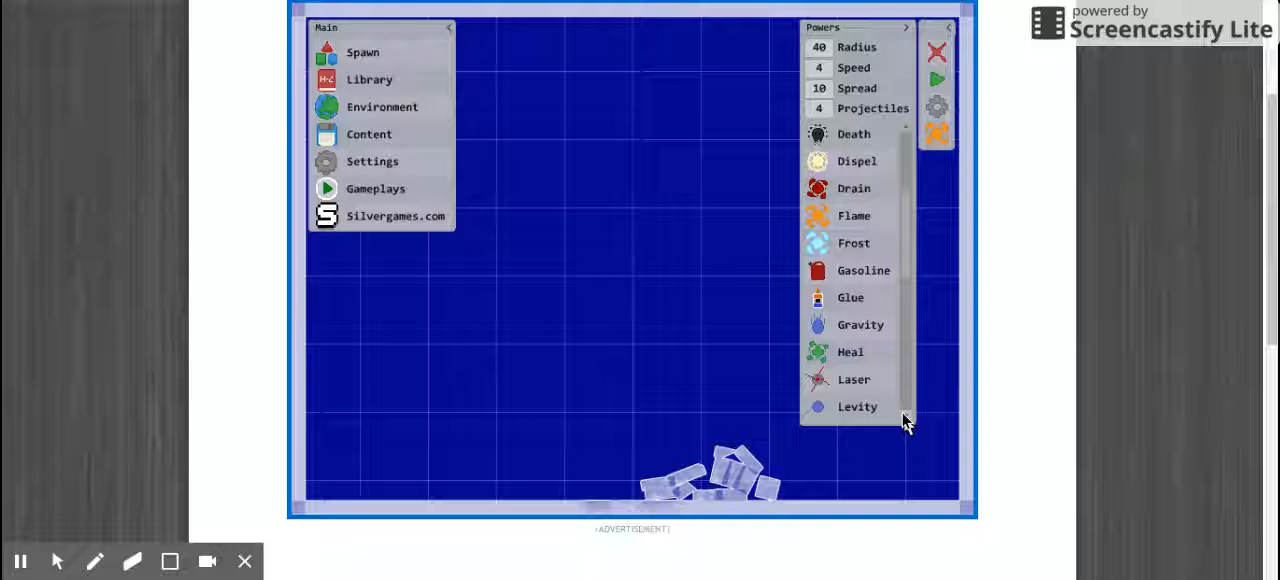 powered by
Screencastify Lite
Main
Spawn
Library
Environment
Content
Settings
Gameplays
Silvergames.com
Powers
40 Radius
4 Speed
10 Spread
4 Projectiles
Death
Dispel
Drain
Flame
Frost
Gasoline
Glue
Gravity
Heal
Laser
Levity
(ADVERTISEMENT)